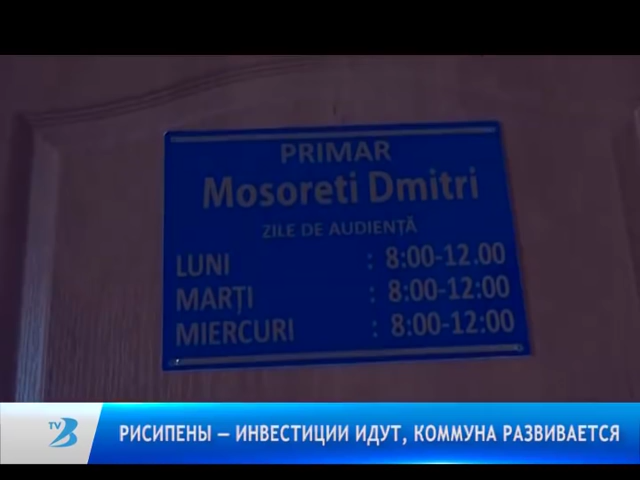 PRIMAR
Mosoreti Dmitri
ZILE DE AUDIENȚĂ
LUNI : 8:00-12.00
MARȚI : 8:00-12:00
MIERCURI : 8:00-12:00
TV B
РИСИПЕНЫ – ИНВЕСТИЦИИ ИДУТ, КОММУНА РАЗВИВАЕТСЯ